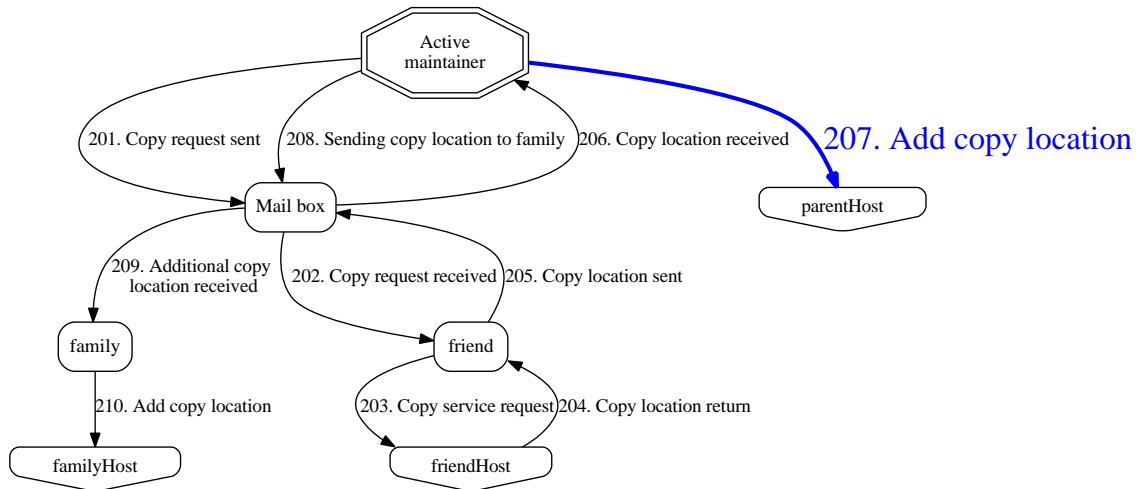 Active
maintainer
201. Copy request sent
208. Sending copy location to family
206. Copy location received
207. Add copy location
Mail box
parentHost
209. Additional copy
location received
202. Copy request received
205. Copy location sent
family
friend
210. Add copy location
203. Copy service request
204. Copy location return
familyHost
friendHost